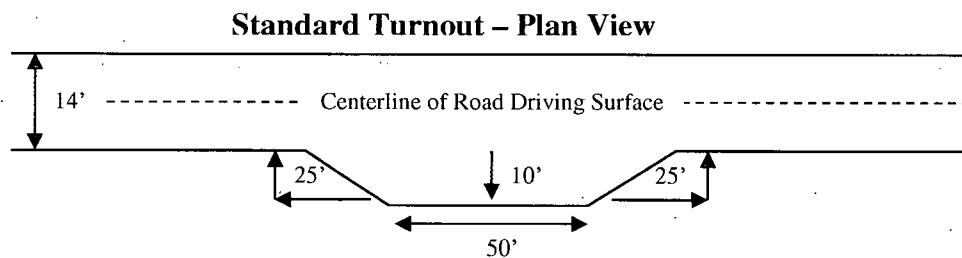 Standard Turnout – Plan View
14'
Centerline of Road Driving Surface
25'
10'
25'
50'